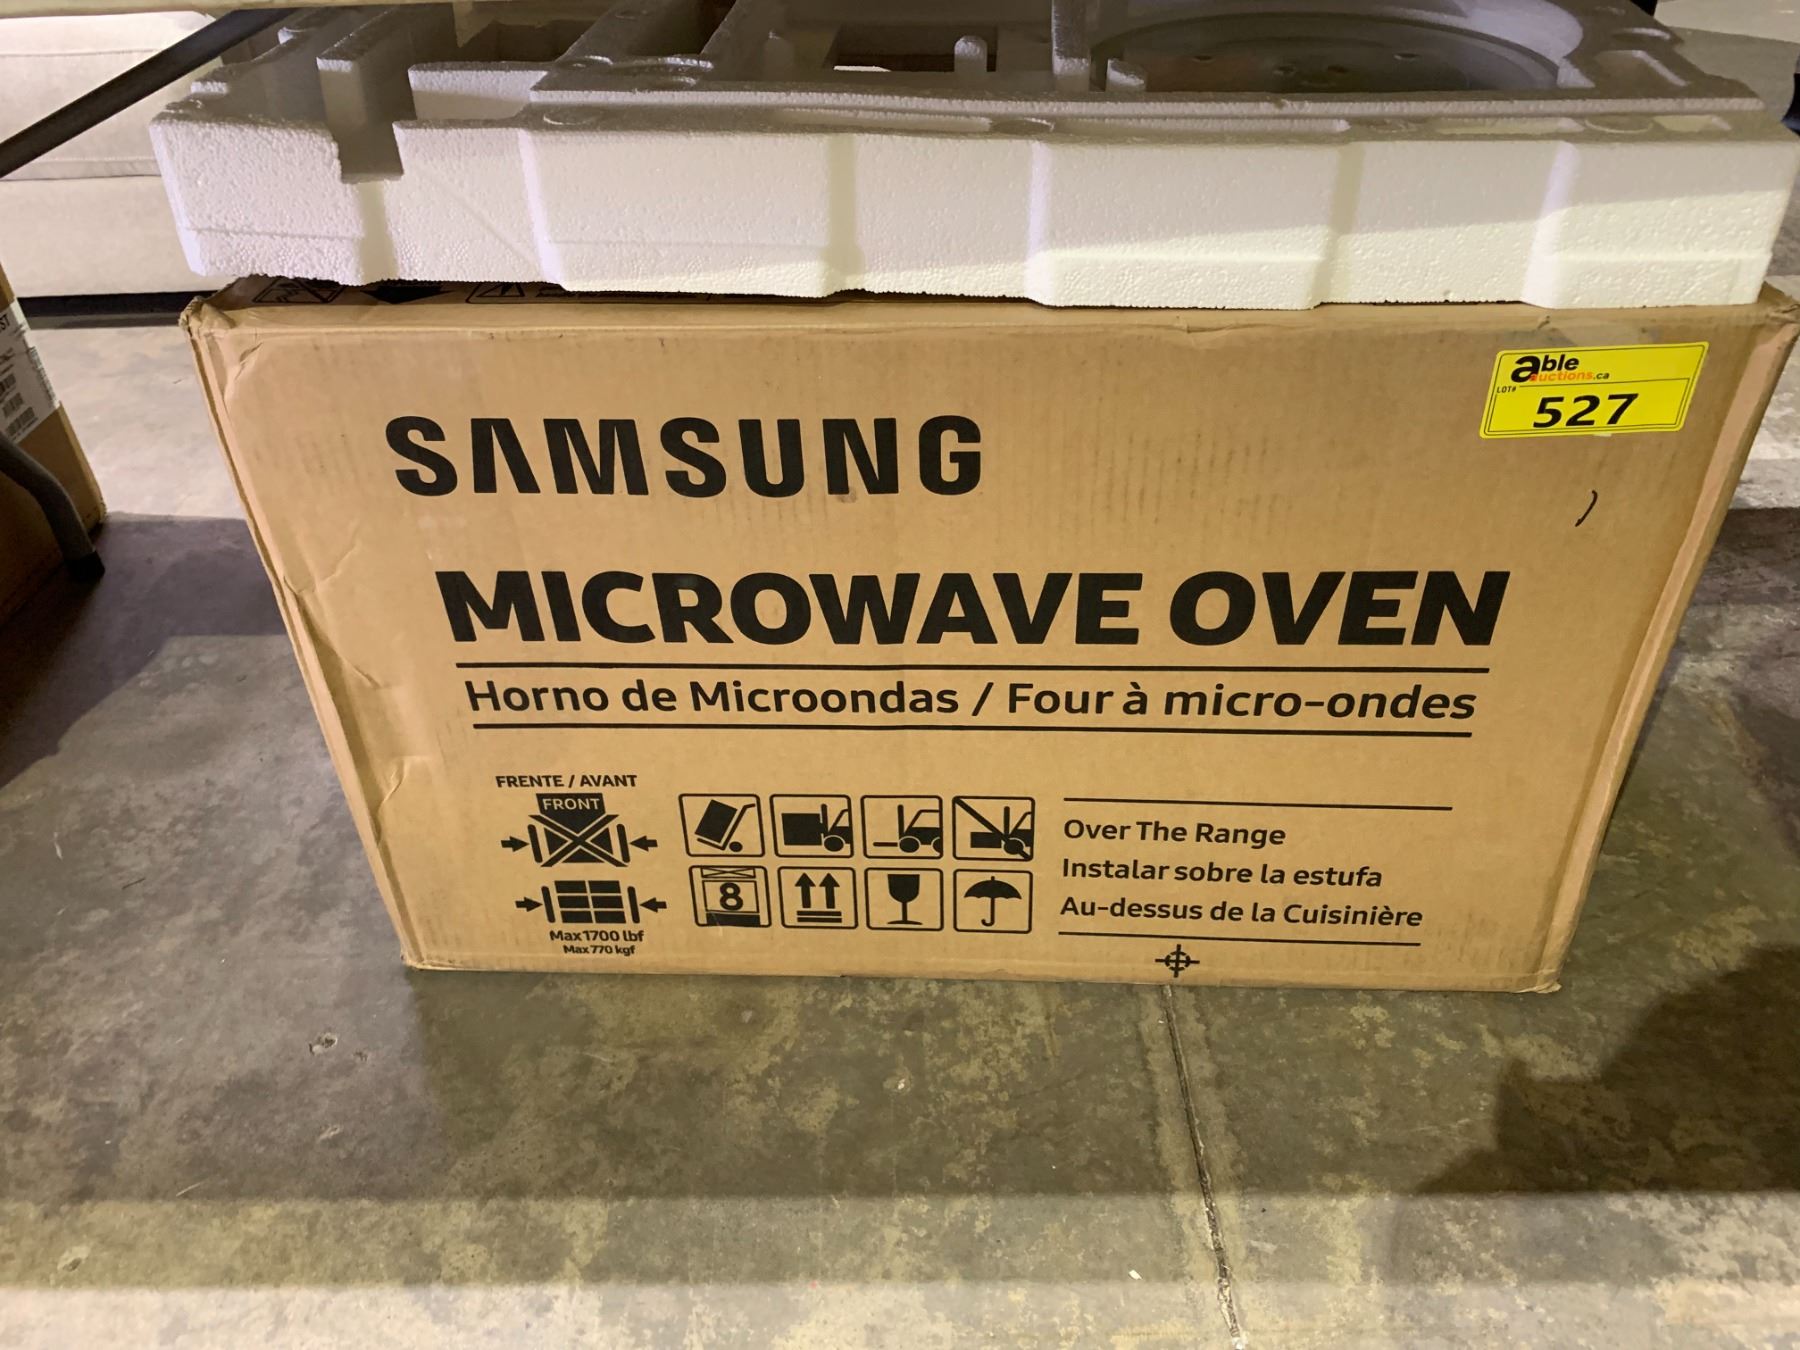 able
auctions.ca
LOT#
527
SAMSUNG
MICROWAVE OVEN
Horno de Microondas / Four à micro-ondes
FRENTE / AVANT
FRONT
Max 1700 lbf
Max 770 kgf
8
Over The Range
Instalar sobre la estufa
Au-dessus de la Cuisinière